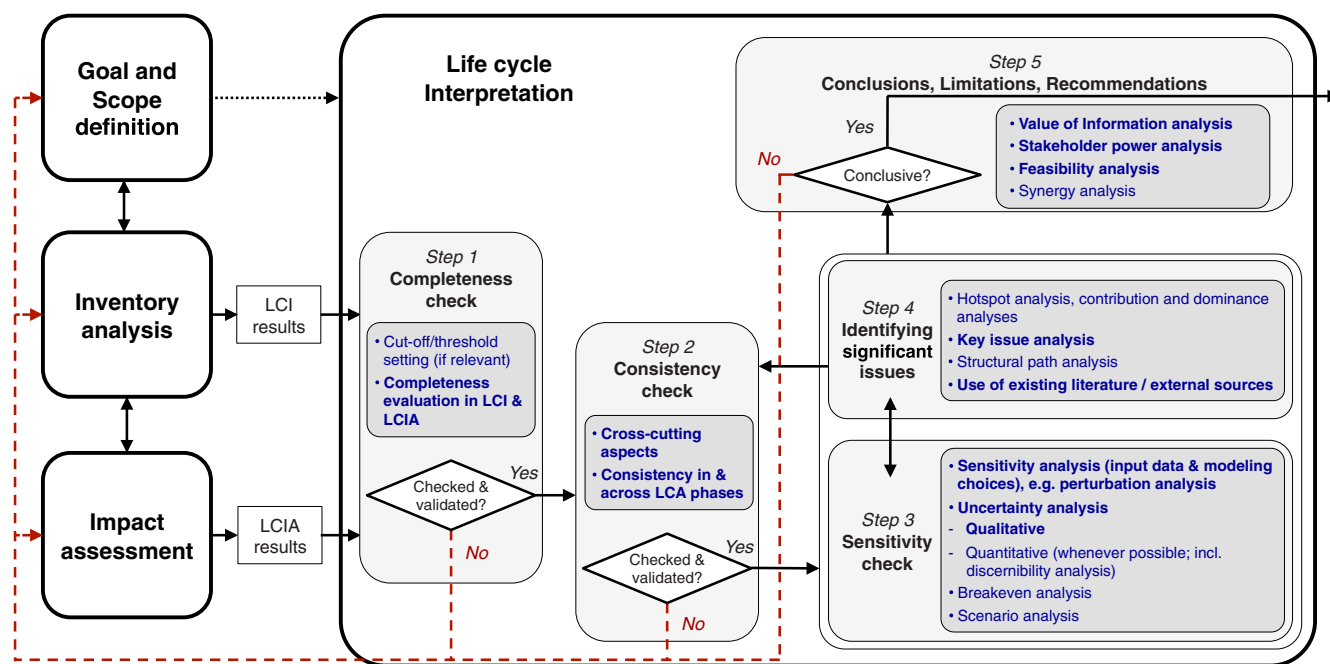 Goal and
Scope
definition
Inventory
analysis
Impact
assessment
LCI
results
LCIA
results
Life cycle
Interpretation
Step 1
Completeness
check
• Cut-off/threshold
setting (if relevant)
• Completeness
evaluation in LCI &
LCIA
Checked &
validated?
Yes
No
Step 2
Consistency
check
• Cross-cutting
aspects
• Consistency in &
across LCA phases
Checked &
validated?
Yes
No
Step 3
Sensitivity
check
• Sensitivity analysis (input data & modeling
choices), e.g. perturbation analysis
• Uncertainty analysis
- Qualitative
- Quantitative (whenever possible; incl.
discernibility analysis)
• Breakeven analysis
• Scenario analysis
Step 4
Identifying
significant
issues
• Hotspot analysis, contribution and dominance
analyses
• Key issue analysis
• Structural path analysis
• Use of existing literature / external sources
Step 5
Conclusions, Limitations, Recommendations
Yes
No
Conclusive?
• Value of Information analysis
• Stakeholder power analysis
• Feasibility analysis
• Synergy analysis